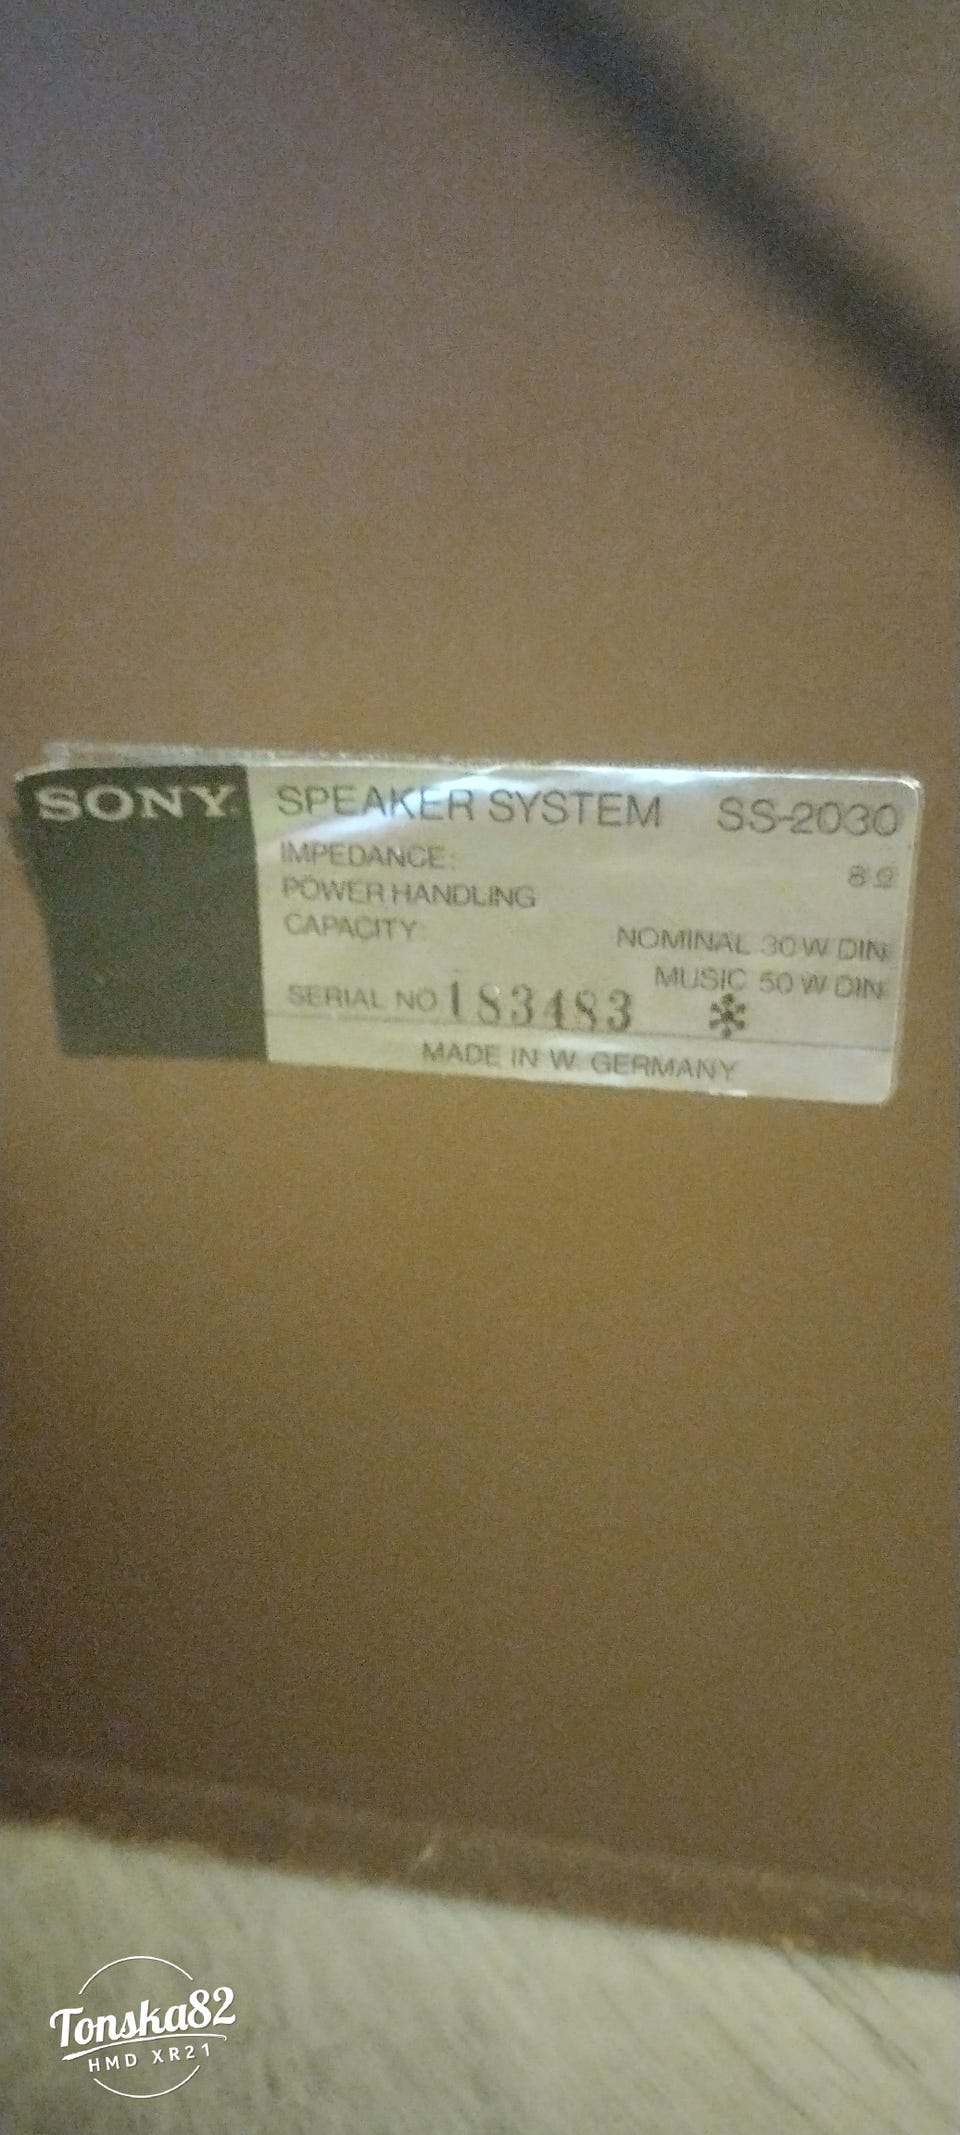 SONY SPEAKER SYSTEM SS-2030
IMPEDANCE: 8Ω
POWER HANDLING
CAPACITY: NOMINAL 30 W DIN
MUSIC 50 W DIN
SERIAL NO 183483 *
MADE IN W. GERMANY
Tonska82
HMD XR21